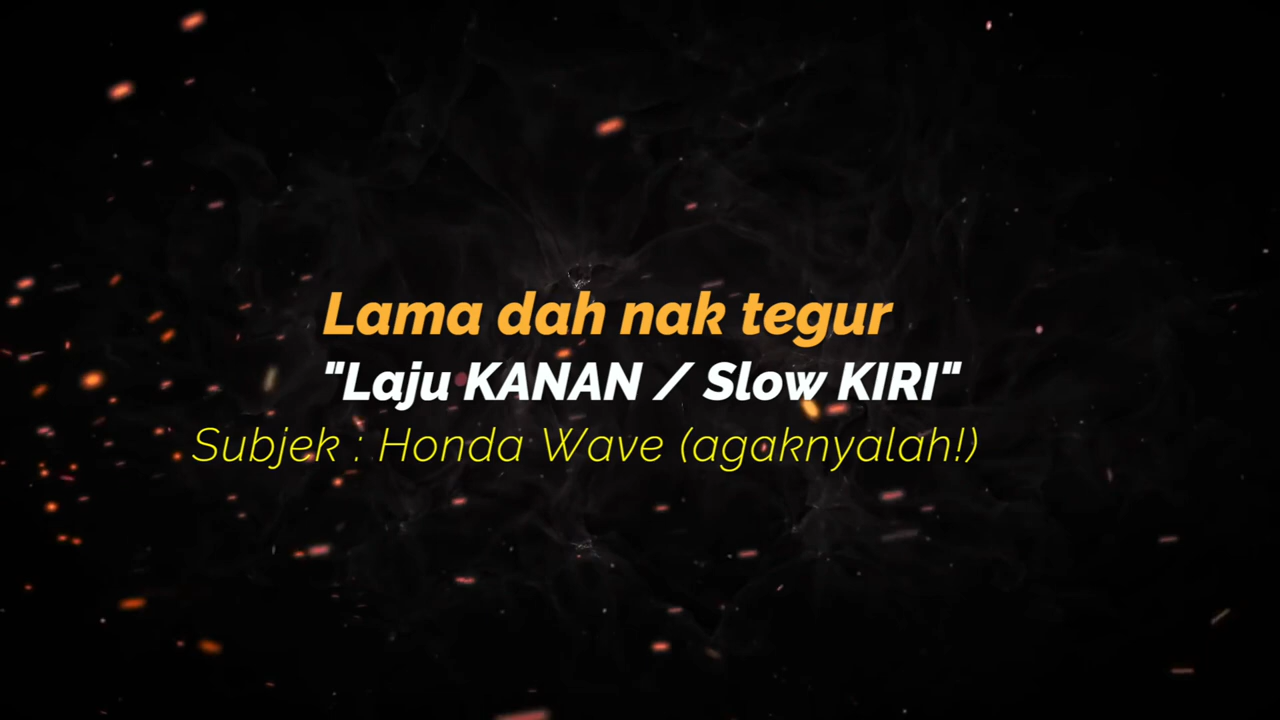 Lama dah nak tegur
"Laju KANAN / Slow KIRI"
Subjek : Honda Wave (agaknyalah!)